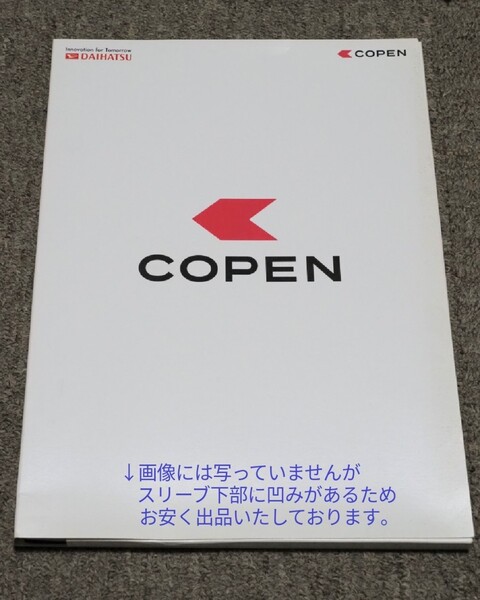 Innovation for Tomorrow
DAIHATSU
COPEN
COPEN
↓画像には写っていませんが
スリーブ下部に凹みがあるため
お安く出品いたしております。